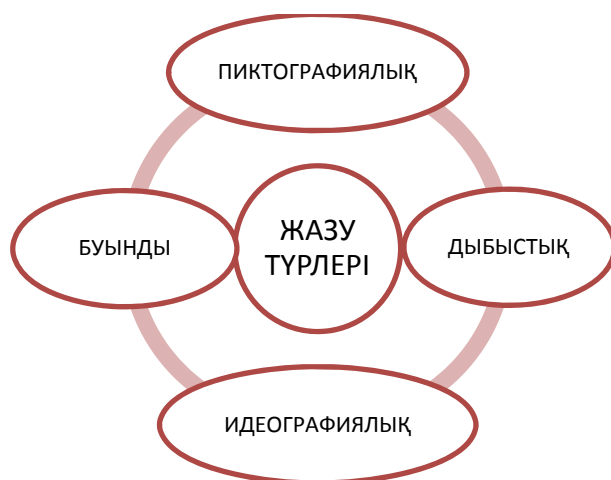 ПИКТОГРАФИЯЛЫҚ
БУЫНДЫ
ЖАЗУ
ТҮРЛЕРІ
ДЫБЫСТЫҚ
ИДЕОГРАФИЯЛЫҚ